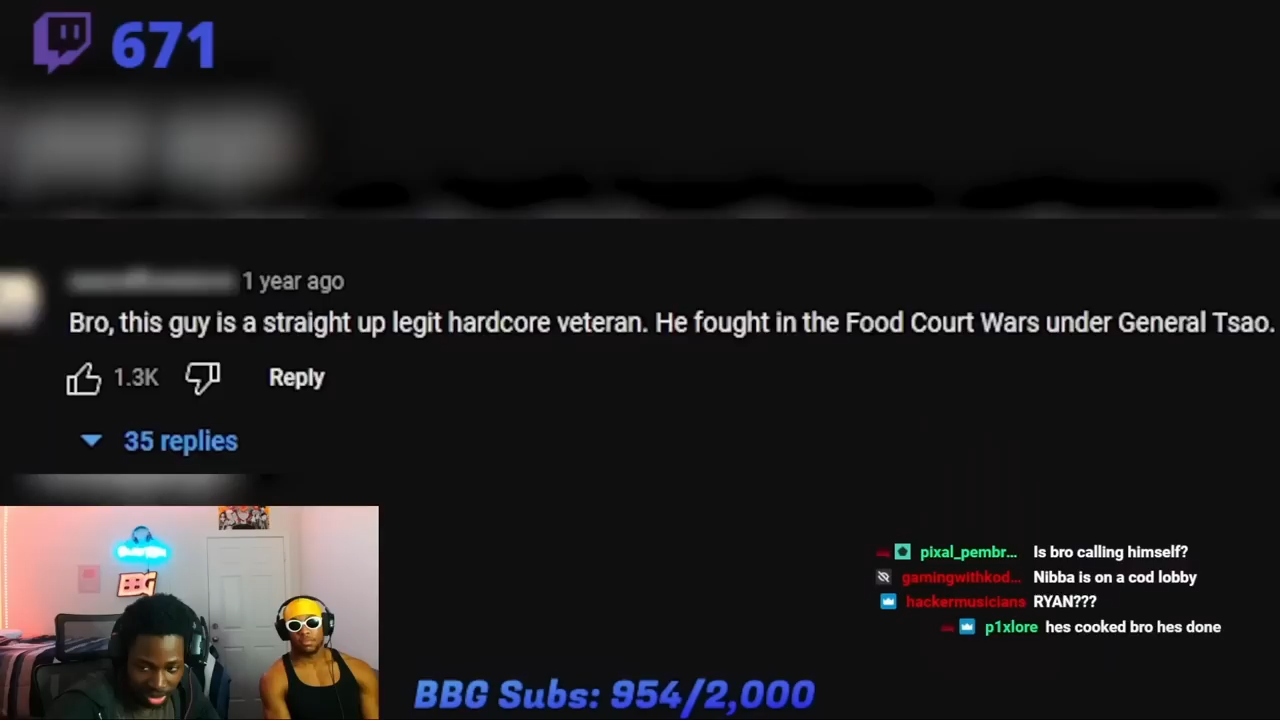 671
1 year ago
Bro, this guy is a straight up legit hardcore veteran. He fought in the Food Court Wars under General Tsao.
1.3K
Reply
35 replies
BBG
pixal_pembr... Is bro calling himself?
gamingwithkod... Nibba is on a cod lobby
hackermusicians RYAN???
p1xlore hes cooked bro hes done
BBG Subs: 954/2,000